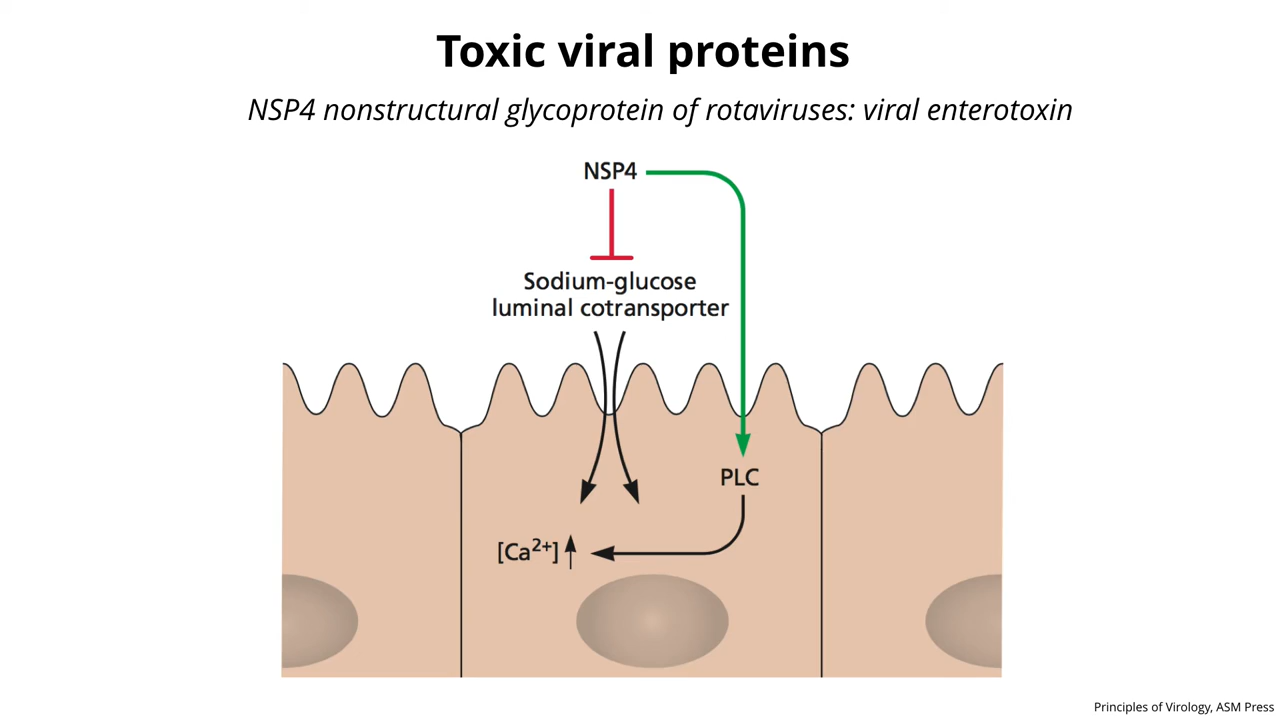 Toxic viral proteins
NSP4 nonstructural glycoprotein of rotaviruses: viral enterotoxin
NSP4
Sodium-glucose
luminal cotransporter
PLC
[Ca²⁺]
Principles of Virology, ASM Press